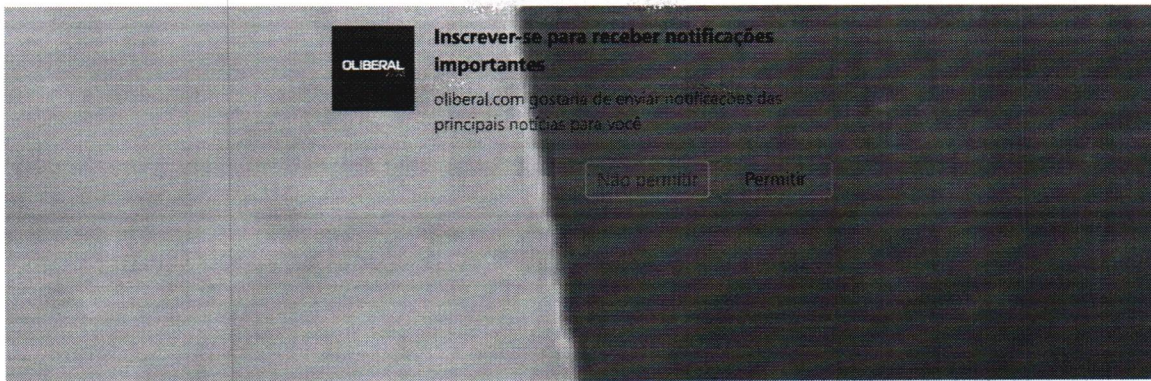 OLIBERAL
Inscrever-se para receber notificações
importantes
oliberal.com gostaria de enviar notificações das
principais notícias para você
Não permitir
Permitir